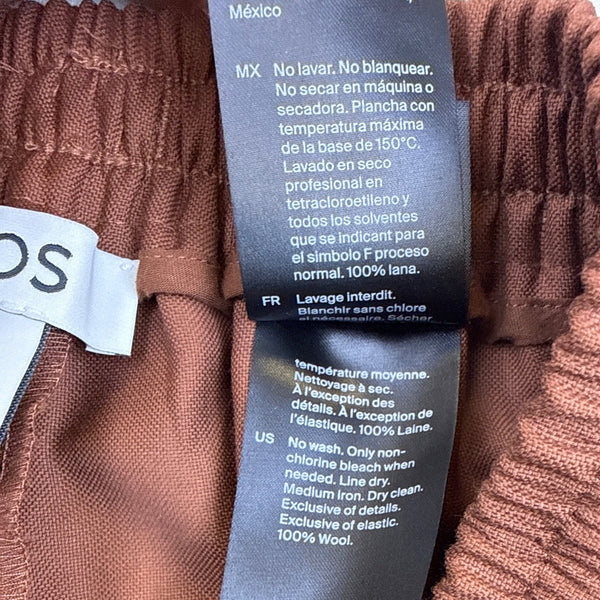 México
MX No lavar. No blanquear.
No secar en máquina o
secadora. Plancha con
temperatura máxima
de la base de 150°C.
Lavado en seco
profesional en
tetracloroetileno y
todos los solventes
que se indicant para
el simbolo F proceso
normal. 100% lana.
FR Lavage interdit.
Blanchir sans chlore
si nécessaire. Sécher
OS
température moyenne.
Nettoyage à sec.
À l'exception des
détails. À l'exception de
l'élastique. 100% Laine.
US No wash. Only non-
chlorine bleach when
needed. Line dry.
Medium iron. Dry clean.
Exclusive of details.
Exclusive of elastic.
100% Wool.